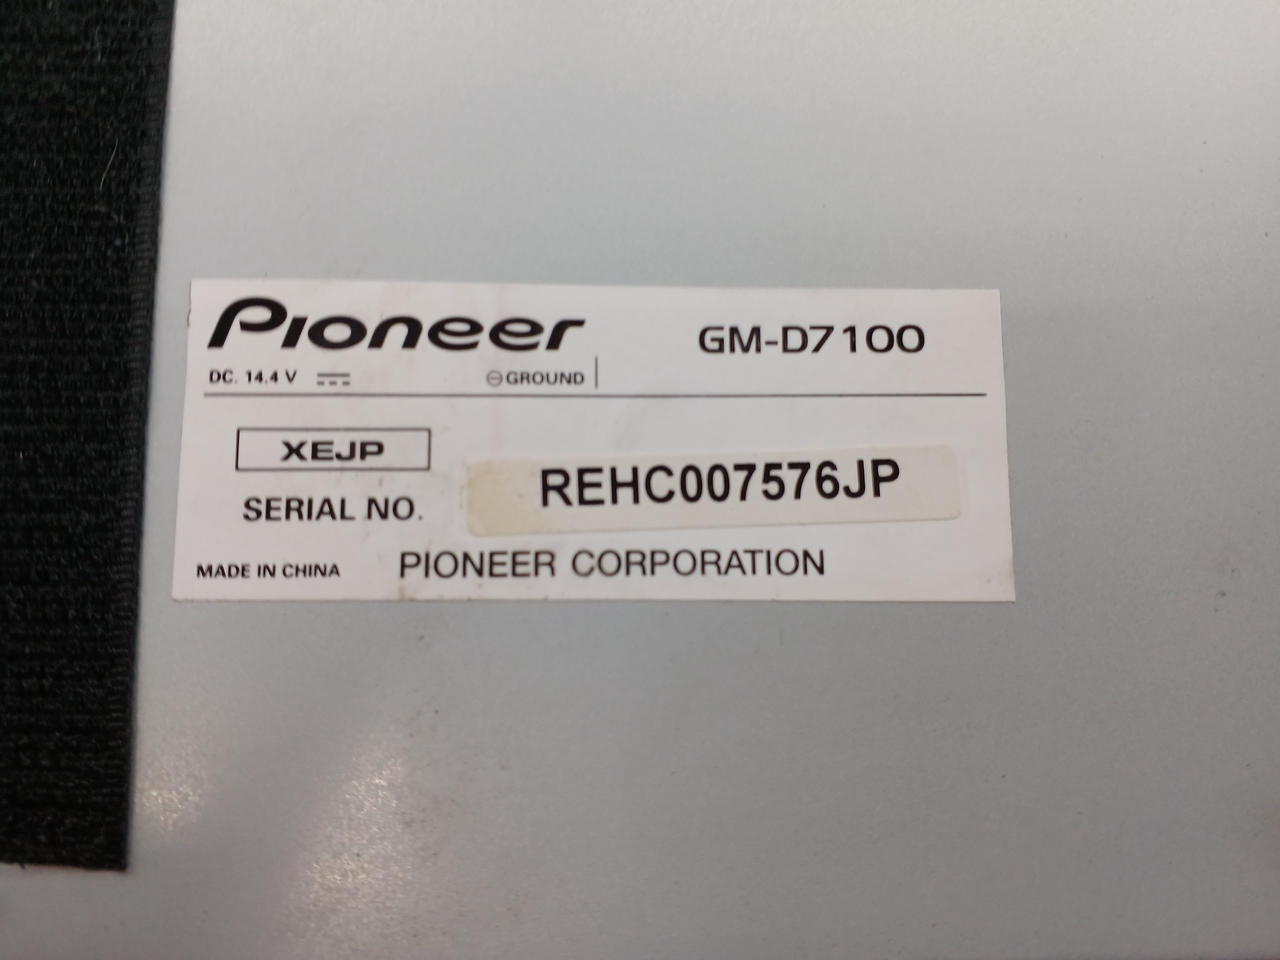 Pioneer GM-D7100
DC. 14.4 V ⎓ ⊖GROUND
XEJP
SERIAL NO. REHC007576JP
MADE IN CHINA PIONEER CORPORATION